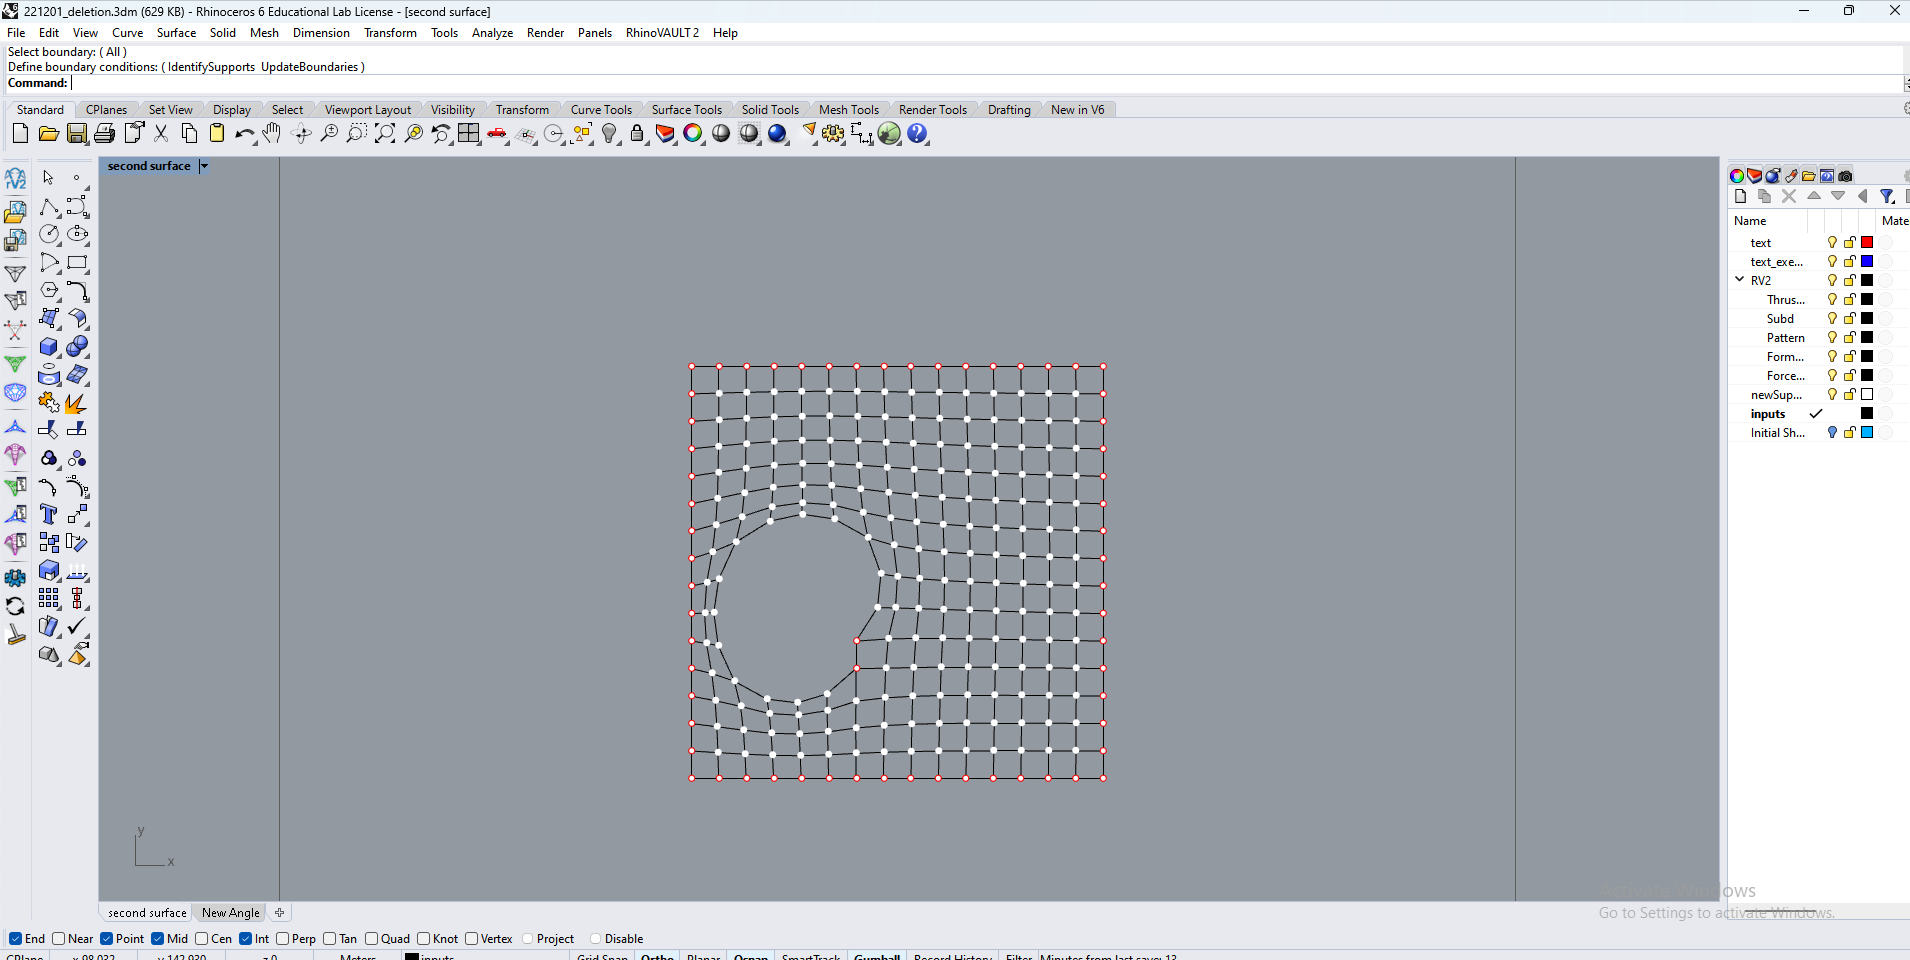 221201_deletion.3dm (629 KB) - Rhinoceros 6 Educational Lab License - [second surface]
File Edit View Curve Surface Solid Mesh Dimension Transform Tools Analyze Render Panels RhinoVAULT2 Help
Select boundary: ( All )
Define boundary conditions: ( IdentifySupports UpdateBoundaries )
Command:
Standard CPlanes Set View Display Select Viewport Layout Visibility Transform Curve Tools Surface Tools Solid Tools Mesh Tools Render Tools Drafting New in V6
second surface
rV2
Name Mate
text
text_exe...
RV2
Thrus...
Subd
Pattern
Form...
Force...
newSup...
inputs
Initial Sh...
y
x
Activate Windows
Go to Settings to activate Windows.
second surface New Angle
End Near Point Mid Cen Int Perp Tan Quad Knot Vertex Project Disable
CPlane x 98.032 y 142.930 z 0 Meters inputs Grid Snap Ortho Planar Osnap SmartTrack Gumball Record History Filter Minutes from last save: 13